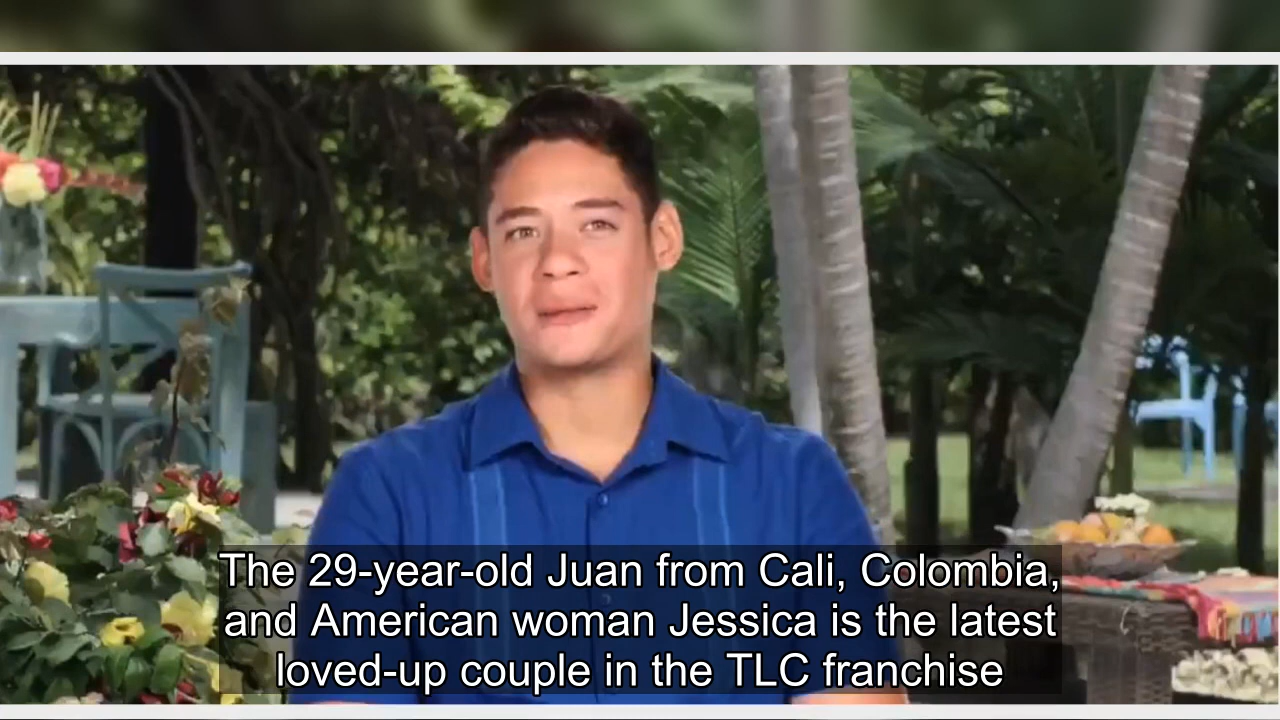 The 29-year-old Juan from Cali, Colombia,
and American woman Jessica is the latest
loved-up couple in the TLC franchise